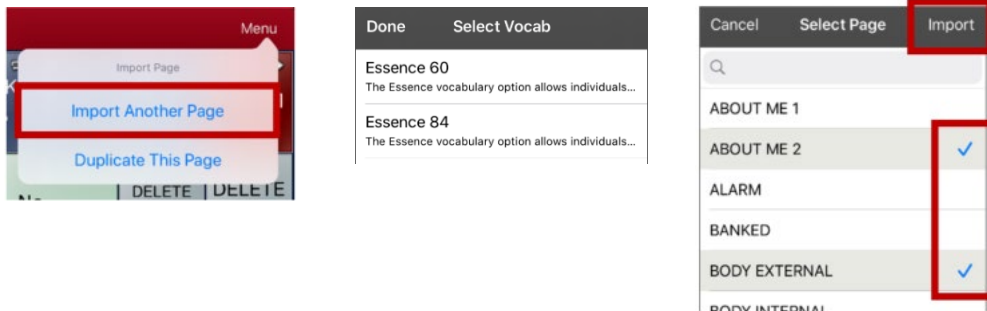 Menu
Import Page
Import Another Page
Duplicate This Page
DELETE DELETE
Done Select Vocab
Essence 60
The Essence vocabulary option allows individuals...
Essence 84
The Essence vocabulary option allows individuals...
Cancel Select Page Import
ABOUT ME 1
ABOUT ME 2
ALARM
BANKED
BODY EXTERNAL
BODY INTERNAL